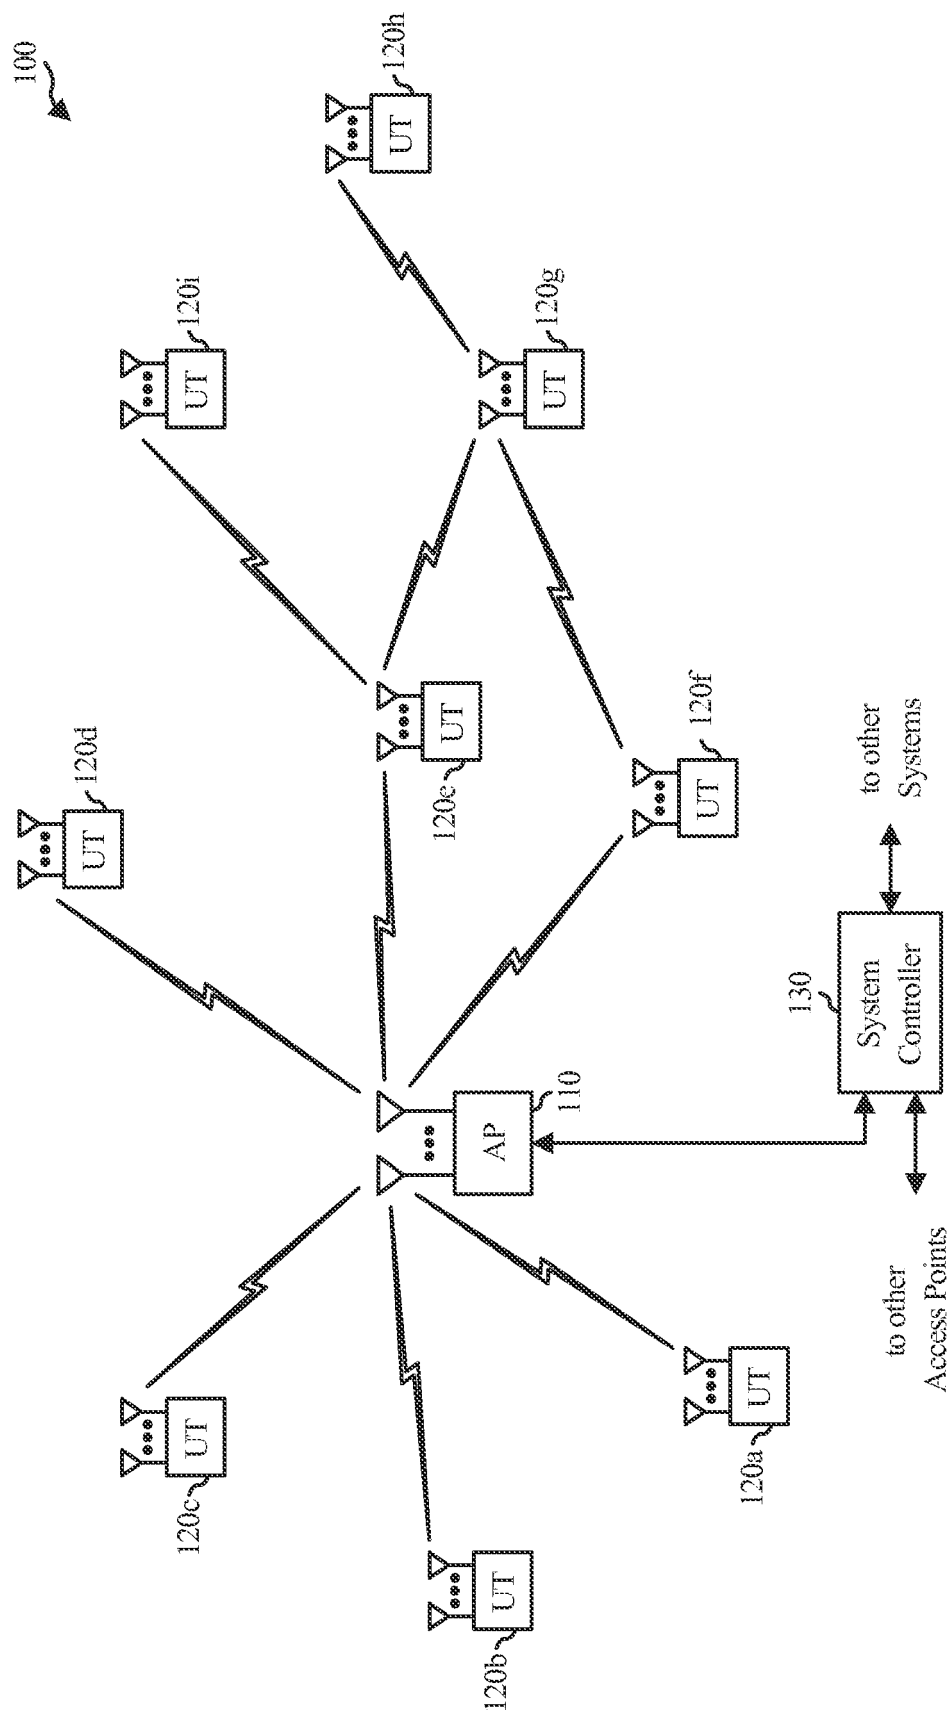 100
120d
UT
120i
UT
120h
UT
120c
UT
120e
UT
120g
UT
120b
UT
AP
110
120f
UT
120a
UT
130
System
Controller
to other
Systems
to other
Access Points